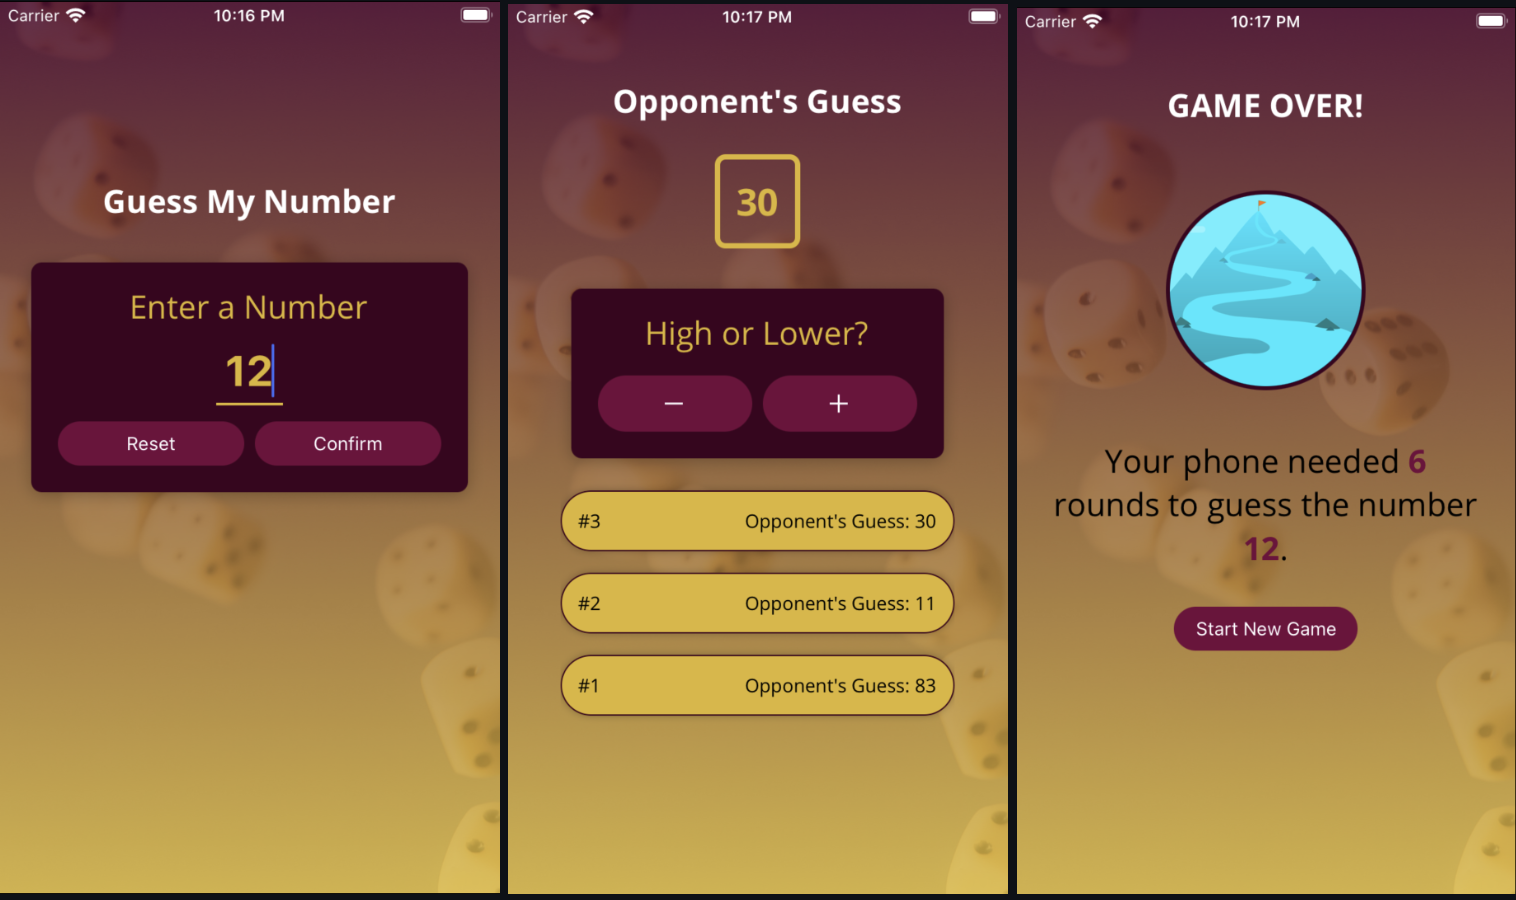 Carrier 10:16 PM
Guess My Number
Enter a Number
12
Reset Confirm
Carrier 10:17 PM
Opponent's Guess
30
High or Lower?
− +
#3 Opponent's Guess: 30
#2 Opponent's Guess: 11
#1 Opponent's Guess: 83
Carrier 10:17 PM
GAME OVER!
Your phone needed 6
rounds to guess the number
12.
Start New Game